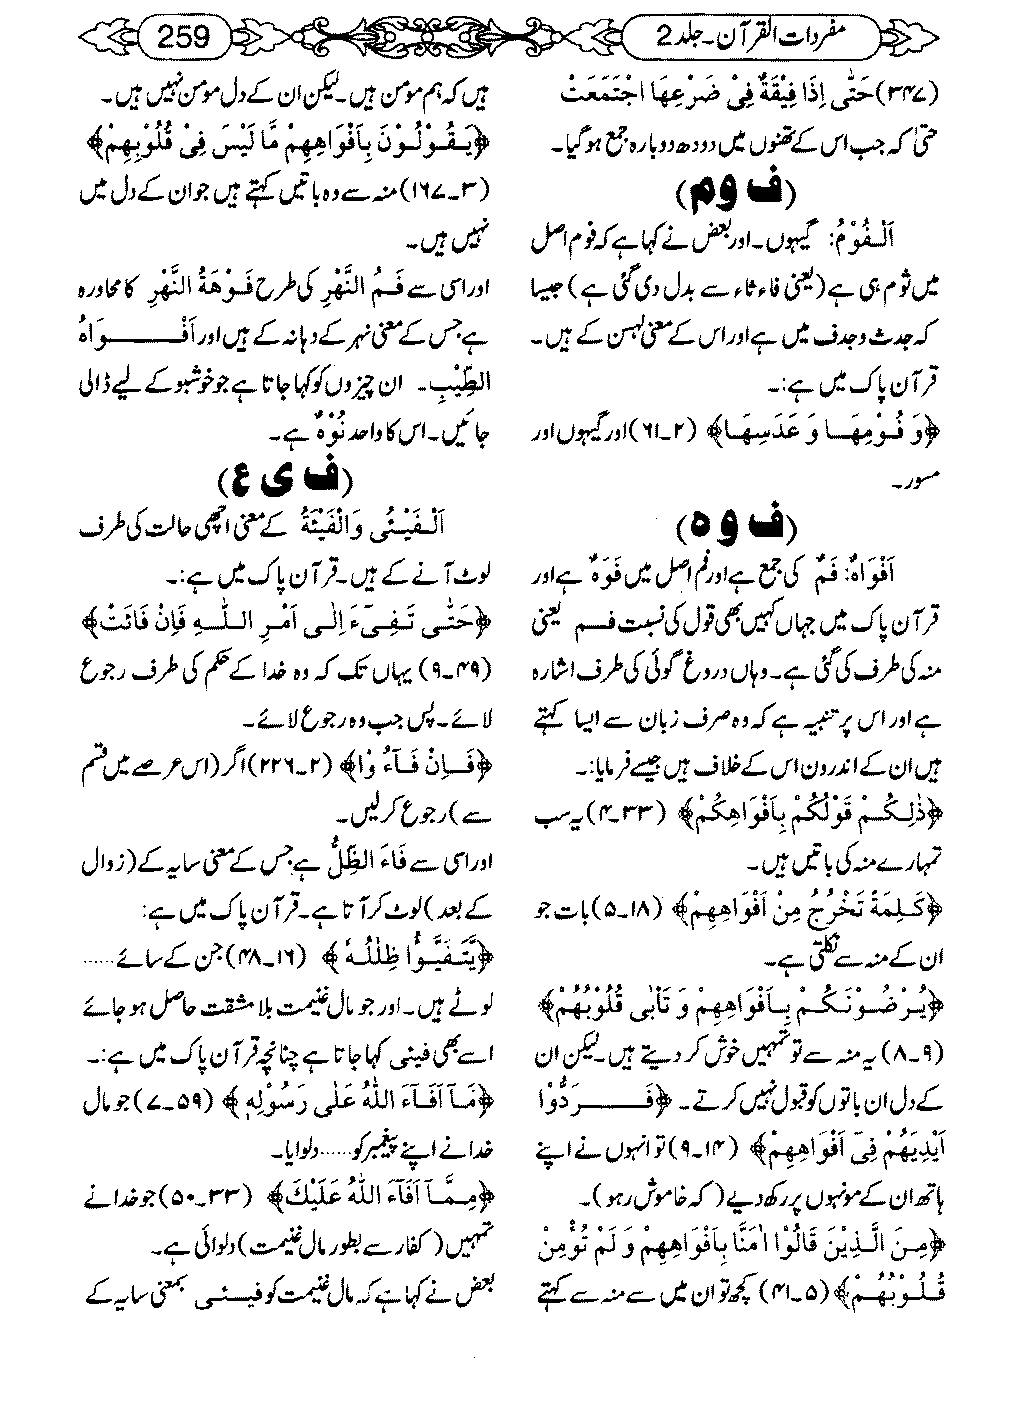 مفردات القرآن۔جلد 2
259
(۳۴۷) حَتّٰی اِذَا فِیْقَۃٌ فِیْ ضَرْعِھَا اجْتَمَعَتْ
حتیٰ کہ جب اس کے تھنوں میں دودھ دوبارہ جمع ہوگیا۔
(ف و م)
اَلْفُوْمُ: گیہوں۔اور بعض نے کہا ہے کہ فوم اصل
میں ثوم ہی ہے (یعنی فاء ثاء سے بدل دی گئی ہے) جیسا
کہ جدث وجدف میں ہے اور اس کے معنی لہسن کے ہیں۔
قرآن پاک میں ہے:۔
﴿وَ فُوْمِهَا وَ عَدَسِهَا﴾ (۲۔۶۱) اور گیہوں اور
مسور۔
(ف و ہ)
اَفْوَاہٌ: فَمٌ کی جمع ہے اور فم اصل میں فَوَہٌ ہے اور
قرآن پاک میں جہاں کہیں بھی قول کی نسبت فم یعنی
منہ کی طرف کی گئی ہے۔وہاں دروغ گوئی کی طرف اشارہ
ہے اور اس پر تنبیہ ہے کہ وہ صرف زبان سے ایسا کہتے
ہیں ان کے اندرون اس کے خلاف ہیں جیسے فرمایا:۔
﴿ذٰلِكُمْ قَوْلُكُمْ بِاَفْوَاهِكُمْ﴾ (۳۳۔۴) یہ سب
تمہارے منہ کی باتیں ہیں۔
﴿كَلِمَةً تَخْرُجُ مِنْ اَفْوَاهِهِمْ﴾ (۱۸۔۵) بات جو
ان کے منہ سے نکلتی ہے۔
﴿يُرْضُوْنَكُمْ بِاَفْوَاهِهِمْ وَ تَاْبٰى قُلُوْبُهُمْ﴾
(۹۔۸) یہ منہ سے تو تمہیں خوش کردیتے ہیں۔لیکن ان
کے دل ان باتوں کو قبول نہیں کرتے۔ ﴿فَرَدُّوْا
اَيْدِيَهُمْ فِيْ اَفْوَاهِهِمْ﴾ (۱۴۔۹) تو انہوں نے اپنے
ہاتھ ان کے مونہوں پر رکھ دیے (کہ خاموش رہو)۔
﴿مِنَ الَّذِيْنَ قَالُوْا اٰمَنَّا بِاَفْوَاهِهِمْ وَ لَمْ تُؤْمِنْ
قُلُوْبُهُمْ﴾ (۵۔۴۱) کچھ تو ان میں سے منہ سے کہتے
ہیں کہ ہم مومن ہیں۔لیکن ان کے دل مومن نہیں ہیں۔
﴿يَقُوْلُوْنَ بِاَفْوَاهِهِمْ مَّا لَيْسَ فِيْ قُلُوْبِهِمْ﴾
(۳۔۱۶۷) منہ سے وہ باتیں کہتے ہیں جو ان کے دل میں
نہیں ہیں۔
اور اسی سے فَمُ النَّهْرِ کی طرح فَوْهَةُ النَّهْرِ کا محاورہ
ہے جس کے معنی نہر کے دہانہ کے ہیں اور اَفْوَاہُ
الطِّيْبِ۔ ان چیزوں کو کہا جاتا ہے جو خوشبو کے لیے ڈالی
جائیں۔اس کا واحد نُوْہٌ ہے۔
(ف ی ع)
اَلْفَيْئُ وَالْفَيْئَةُ کے معنی اچھی حالت کی طرف
لوٹ آنے کے ہیں۔قرآن پاک میں ہے:۔
﴿حَتّٰى تَفِيْٓءَ اِلٰى اَمْرِ اللّٰهِ فَاِنْ فَائَتْ﴾
(۴۹۔۹) یہاں تک کہ وہ خدا کے حکم کی طرف رجوع
لائے۔پس جب وہ رجوع لائے۔
﴿فَاِنْ فَآءُوْا﴾ (۲۔۲۲۶) اگر (اس عرصے میں قسم
سے) رجوع کرلیں۔
اور اسی سے فَاءَ الظِّلُّ ہے جس کے معنی سایہ کے (زوال
کے بعد) لوٹ کر آتا ہے۔قرآن پاک میں ہے:
﴿يَّتَفَيَّؤُا ظِلٰلُهٗ﴾ (۱۶۔۴۸) جن کے سائے......
لوٹے ہیں۔اور جو مال غنیمت بلا مشقت حاصل ہوجائے
اسے بھی فیئی کہا جاتا ہے چنانچہ قرآن پاک میں ہے:۔
﴿مَآ اَفَآءَ اللّٰهُ عَلٰى رَسُوْلِهٖ﴾ (۵۹۔۷) جو مال
خدا نے اپنے پیغمبر کو......دلوایا۔
﴿مِمَّآ اَفَآءَ اللّٰهُ عَلَيْكَ﴾ (۳۳۔۵۰) جو خدا نے
تمہیں (کفار سے بطور مال غنیمت) دلوائی ہے۔
بعض نے کہا ہے کہ مال غنیمت کو فیئی بمعنی سایہ کے